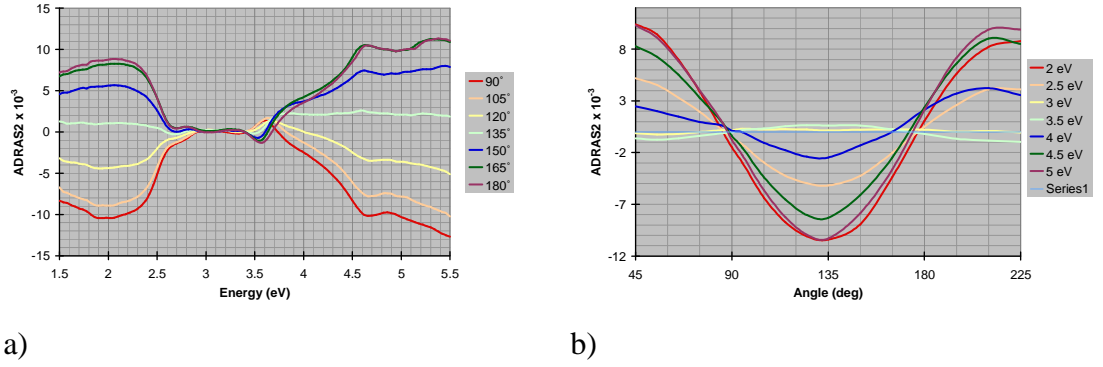 15
10
5
0
-5
-10
-15
ADRAS2 x 10⁻³
1.5 2 2.5 3 3.5 4 4.5 5 5.5
Energy (eV)
90°
105°
120°
135°
150°
165°
180°
a)
8
3
-2
-7
-12
ADRAS2 x 10⁻³
45 90 135 180 225
Angle (deg)
2 eV
2.5 eV
3 eV
3.5 eV
4 eV
4.5 eV
5 eV
Series1
b)